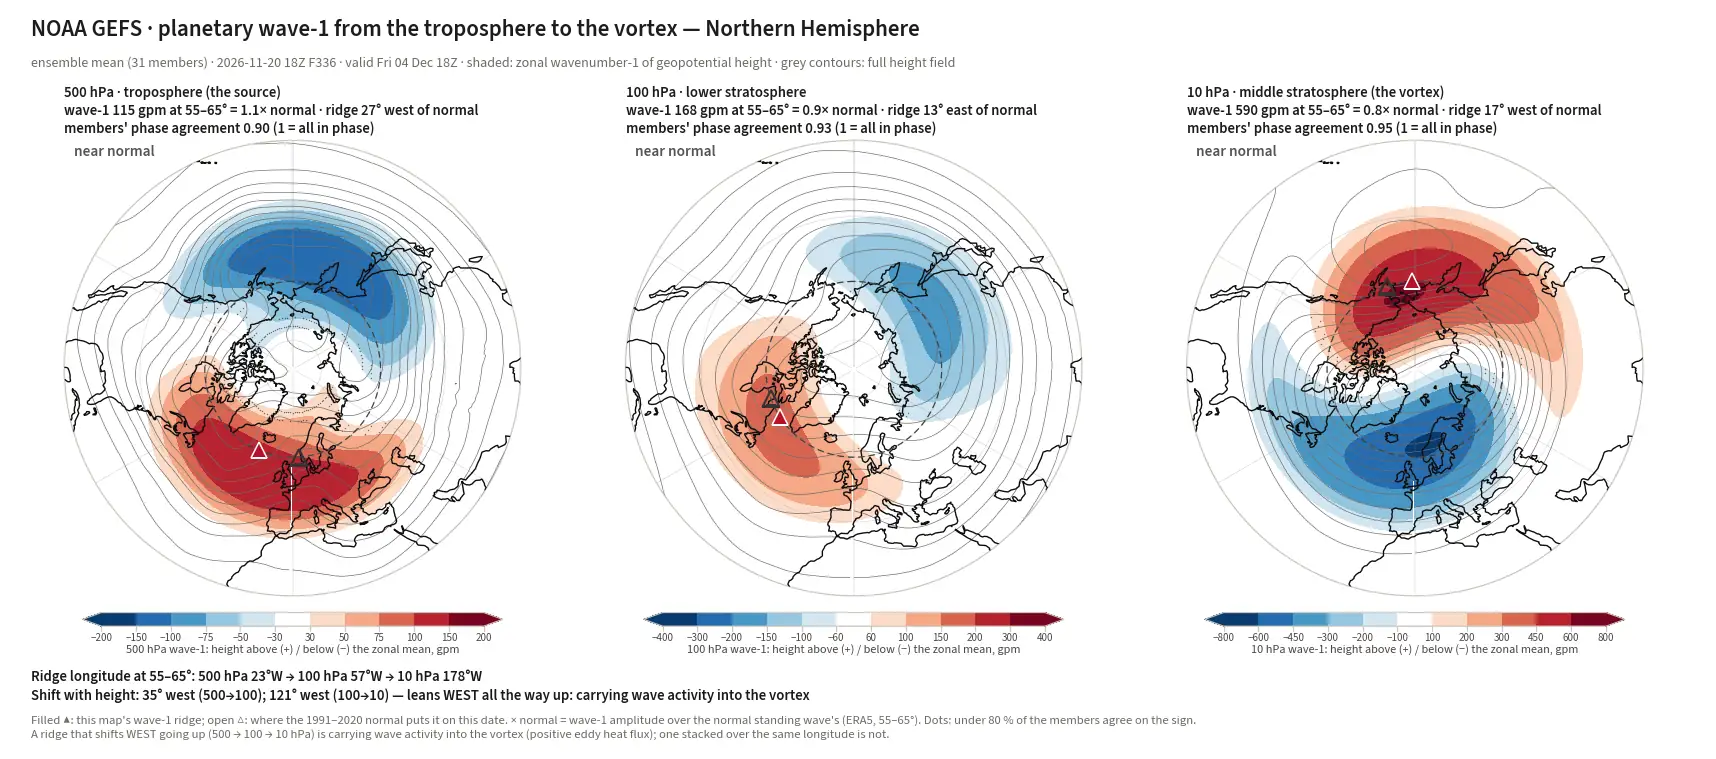 NOAA GEFS · planetary wave-1 from the troposphere to the vortex — Northern Hemisphere
ensemble mean (31 members) · 2026-11-20 18Z F336 · valid Fri 04 Dec 18Z · shaded: zonal wavenumber-1 of geopotential height · grey contours: full height field
500 hPa · troposphere (the source)
wave-1 115 gpm at 55–65° = 1.1× normal · ridge 27° west of normal
members' phase agreement 0.90 (1 = all in phase)
near normal
100 hPa · lower stratosphere
wave-1 168 gpm at 55–65° = 0.9× normal · ridge 13° east of normal
members' phase agreement 0.93 (1 = all in phase)
near normal
10 hPa · middle stratosphere (the vortex)
wave-1 590 gpm at 55–65° = 0.8× normal · ridge 17° west of normal
members' phase agreement 0.95 (1 = all in phase)
near normal
−200 −150 −100 −75 −50 −30 30 50 75 100 150 200
500 hPa wave-1: height above (+) / below (−) the zonal mean, gpm
−400 −300 −200 −150 −100 −60 60 100 150 200 300 400
100 hPa wave-1: height above (+) / below (−) the zonal mean, gpm
−800 −600 −450 −300 −200 −100 100 200 300 450 600 800
10 hPa wave-1: height above (+) / below (−) the zonal mean, gpm
Ridge longitude at 55–65°: 500 hPa 23°W → 100 hPa 57°W → 10 hPa 178°W
Shift with height: 35° west (500→100); 121° west (100→10) — leans WEST all the way up: carrying wave activity into the vortex
Filled ▲: this map's wave-1 ridge; open △: where the 1991–2020 normal puts it on this date. × normal = wave-1 amplitude over the normal standing wave's (ERA5, 55–65°). Dots: under 80 % of the members agree on the sign.
A ridge that shifts WEST going up (500 → 100 → 10 hPa) is carrying wave activity into the vortex (positive eddy heat flux); one stacked over the same longitude is not.